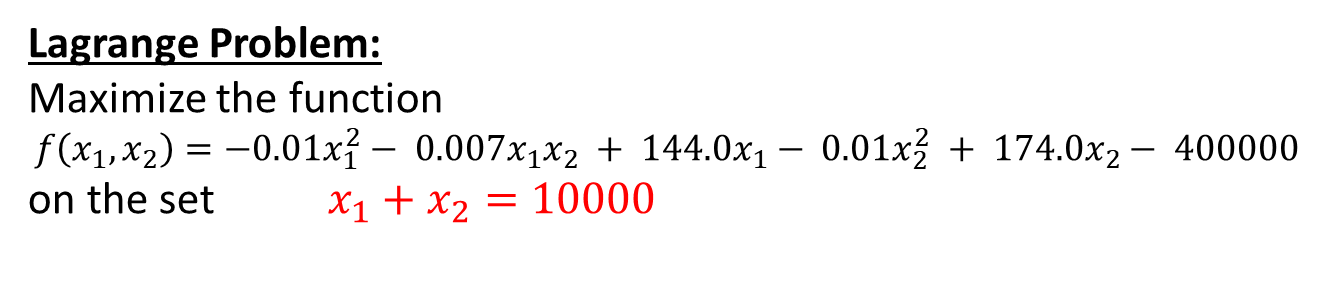 Lagrange Problem:
Maximize the function
f(x₁, x₂) = −0.01x₁² − 0.007x₁x₂ + 144.0x₁ − 0.01x₂² + 174.0x₂ − 400000
on the set x₁ + x₂ = 10000